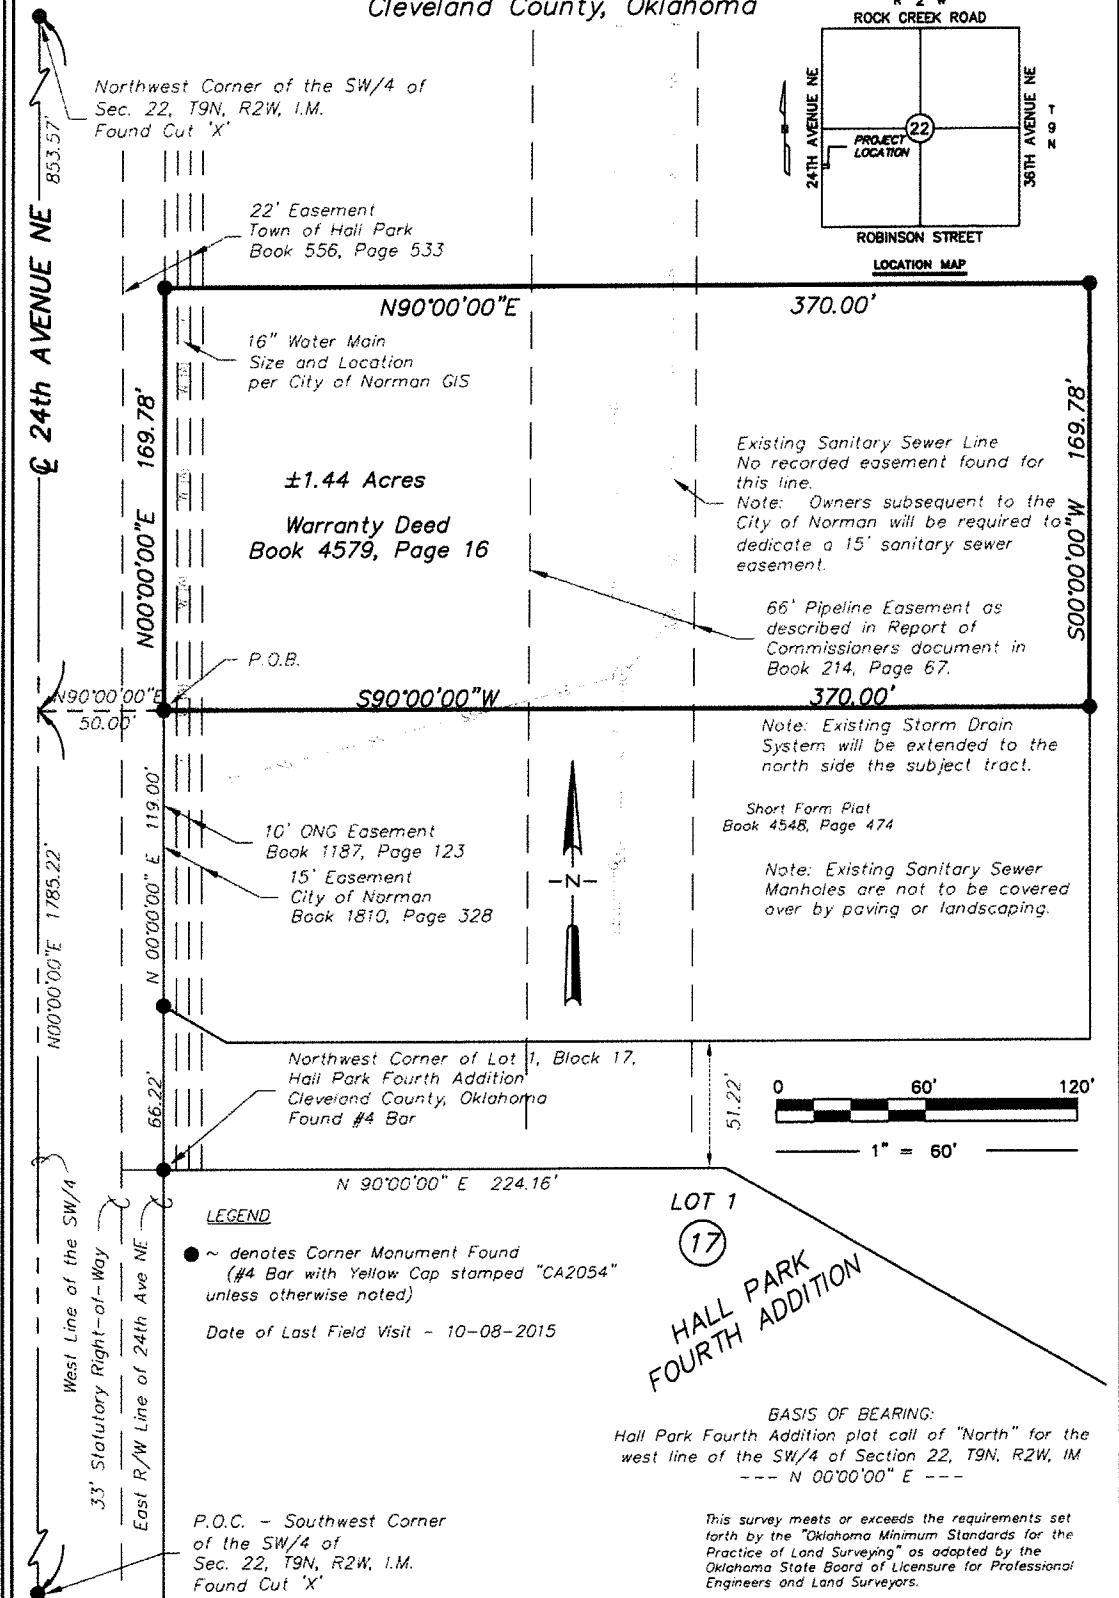 Cleveland County, Oklahoma
R 2 W
ROCK CREEK ROAD
24TH AVENUE NE
36TH AVENUE NE
T
9
N
22
PROJECT
LOCATION
ROBINSON STREET
LOCATION MAP
Northwest Corner of the SW/4 of
Sec. 22, T9N, R2W, I.M.
Found Cut 'X'
853.57'
℄ 24th AVENUE NE
22' Easement
Town of Hall Park
Book 556, Page 533
N90°00'00"E
370.00'
16" Water Main
Size and Location
per City of Norman GIS
N00°00'00"E 169.78'
±1.44 Acres
Warranty Deed
Book 4579, Page 16
Existing Sanitary Sewer Line
No recorded easement found for
this line.
Note: Owners subsequent to the
City of Norman will be required to
dedicate a 15' sanitary sewer
easement.
S00°00'00"W 169.78'
66' Pipeline Easement as
described in Report of
Commissioners document in
Book 214, Page 67.
P.O.B.
N90°00'00"E
50.00'
S90°00'00"W
370.00'
Note: Existing Storm Drain
System will be extended to the
north side the subject tract.
Short Form Plat
Book 4548, Page 474
Note: Existing Sanitary Sewer
Manholes are not to be covered
over by paving or landscaping.
N 00°00'00" E 119.00'
10' ONG Easement
Book 1187, Page 123
15' Easement
City of Norman
Book 1810, Page 328
N
N00°00'00"E 1785.22'
Northwest Corner of Lot 1, Block 17,
Hall Park Fourth Addition
Cleveland County, Oklahoma
Found #4 Bar
66.22'
51.22'
0 60' 120'
1" = 60'
N 90°00'00" E 224.16'
LOT 1
17
HALL PARK
FOURTH ADDITION
LEGEND
~ denotes Corner Monument Found
(#4 Bar with Yellow Cap stamped "CA2054"
unless otherwise noted)
Date of Last Field Visit - 10-08-2015
West Line of the SW/4
33' Statutory Right-of-Way
East R/W Line of 24th Ave NE
BASIS OF BEARING:
Hall Park Fourth Addition plat call of "North" for the
west line of the SW/4 of Section 22, T9N, R2W, IM
--- N 00°00'00" E ---
P.O.C. - Southwest Corner
of the SW/4 of
Sec. 22, T9N, R2W, I.M.
Found Cut 'X'
This survey meets or exceeds the requirements set
forth by the "Oklahoma Minimum Standards for the
Practice of Land Surveying" as adopted by the
Oklahoma State Board of Licensure for Professional
Engineers and Land Surveyors.